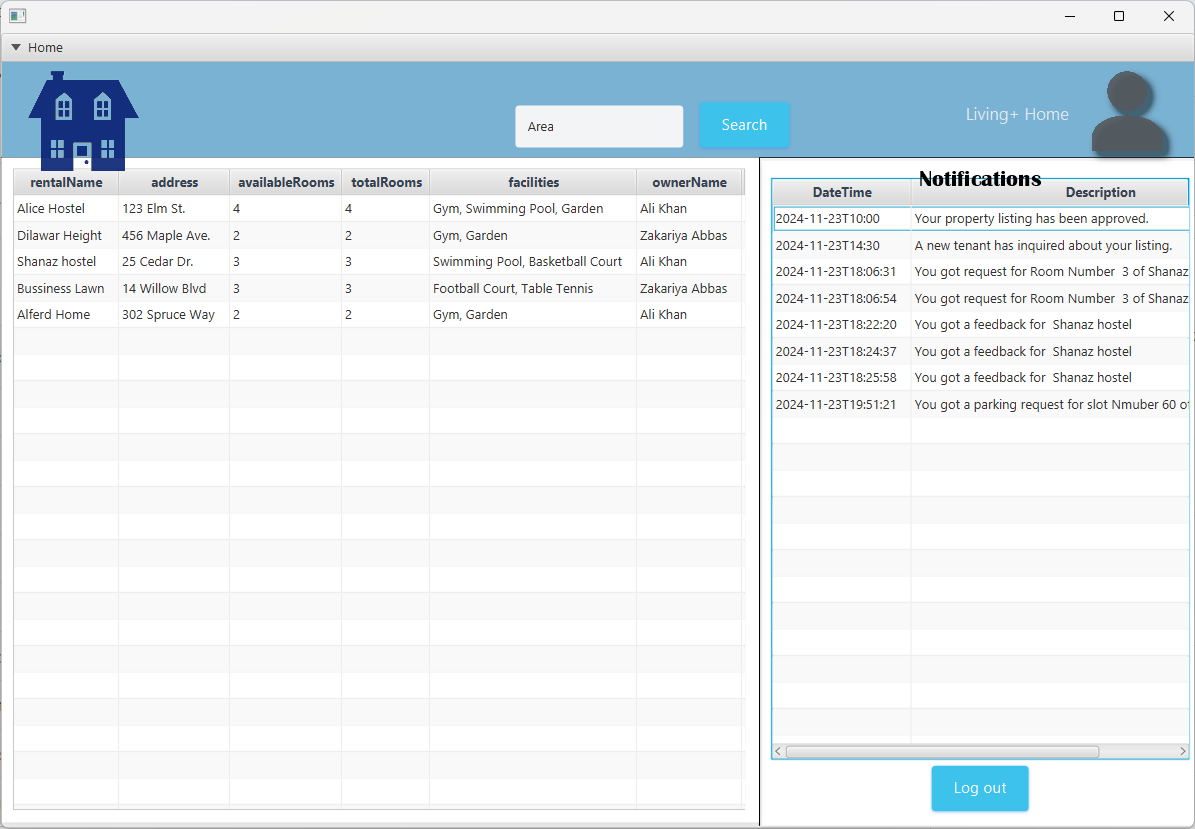 Home
Area
Search
Living+ Home
rentalName address availableRooms totalRooms facilities ownerName
Alice Hostel 123 Elm St. 4 4 Gym, Swimming Pool, Garden Ali Khan
Dilawar Height 456 Maple Ave. 2 2 Gym, Garden Zakariya Abbas
Shanaz hostel 25 Cedar Dr. 3 3 Swimming Pool, Basketball Court Ali Khan
Bussiness Lawn 14 Willow Blvd 3 3 Football Court, Table Tennis Zakariya Abbas
Alferd Home 302 Spruce Way 2 2 Gym, Garden Ali Khan
Notifications
DateTime Description
2024-11-23T10:00 Your property listing has been approved.
2024-11-23T14:30 A new tenant has inquired about your listing.
2024-11-23T18:06:31 You got request for Room Number 3 of Shanaz
2024-11-23T18:06:54 You got request for Room Number 3 of Shanaz
2024-11-23T18:22:20 You got a feedback for Shanaz hostel
2024-11-23T18:24:37 You got a feedback for Shanaz hostel
2024-11-23T18:25:58 You got a feedback for Shanaz hostel
2024-11-23T19:51:21 You got a parking request for slot Nmuber 60 of
Log out